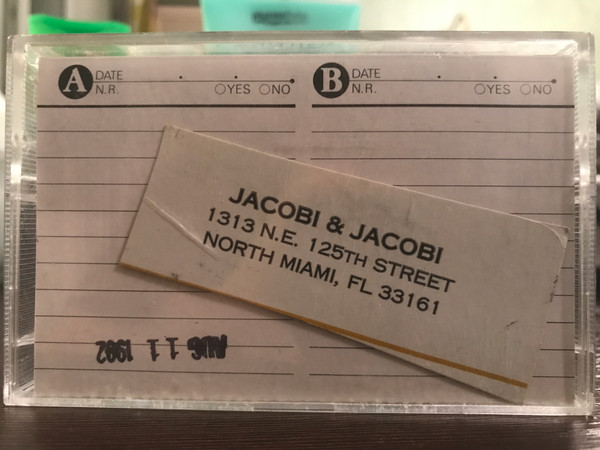 A DATE
N.R. YES NO
B DATE
N.R. YES NO
JACOBI & JACOBI
1313 N.E. 125TH STREET
NORTH MIAMI, FL 33161
AUG 11 1982